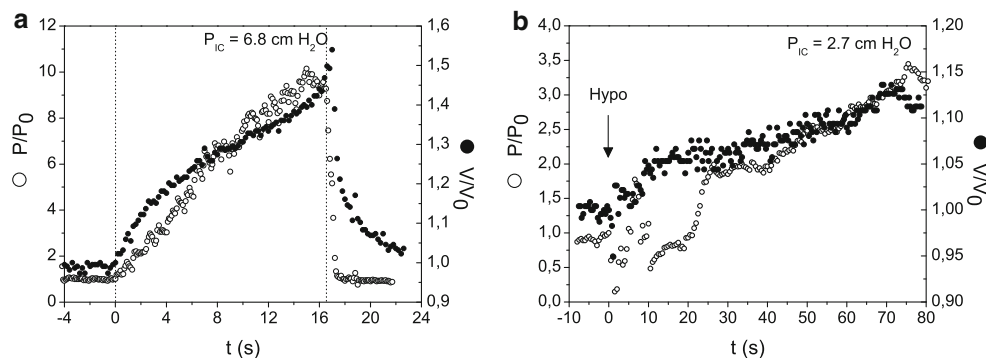 a
P_IC = 6.8 cm H₂O
12
10
8
6
4
2
0
P/P₀
1,6
1,5
1,4
1,3
1,2
1,1
1,0
0,9
V/V₀
-4 0 4 8 12 16 20 24
t (s)
b
P_IC = 2.7 cm H₂O
Hypo
4,0
3,5
3,0
2,5
2,0
1,5
1,0
0,5
0,0
P/P₀
1,20
1,15
1,10
1,05
1,00
0,95
0,90
V/V₀
-10 0 10 20 30 40 50 60 70 80
t (s)